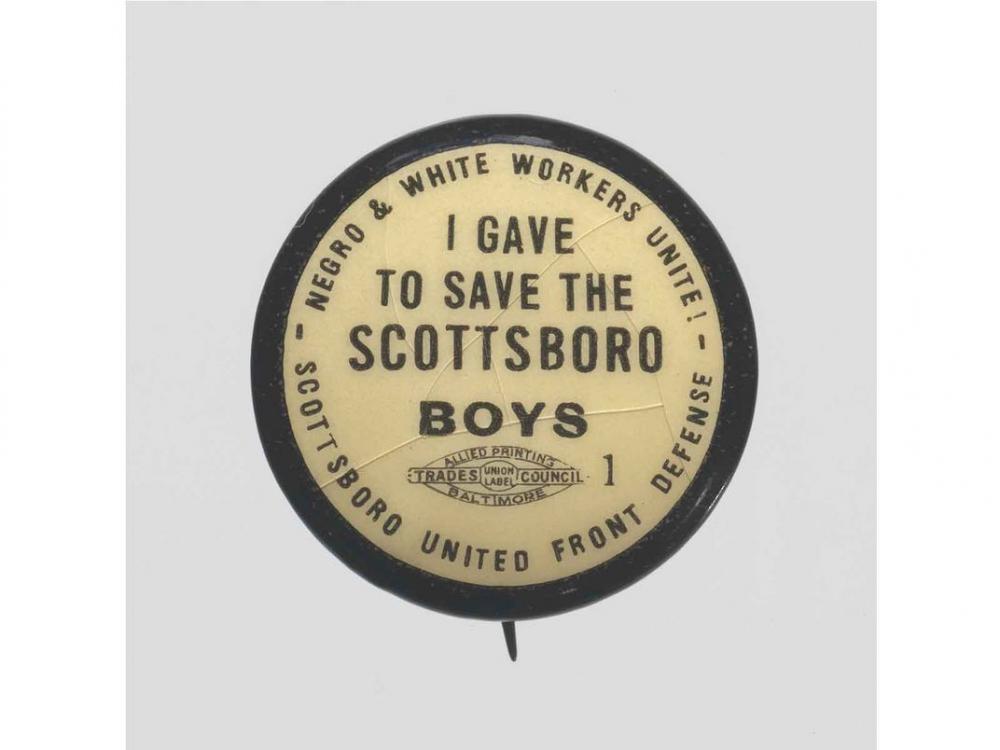 - NEGRO & WHITE WORKERS UNITE! -
I GAVE
TO SAVE THE
SCOTTSBORO
BOYS
ALLIED PRINTING
TRADES UNION LABEL COUNCIL
BALTIMORE
1
SCOTTSBORO UNITED FRONT DEFENSE